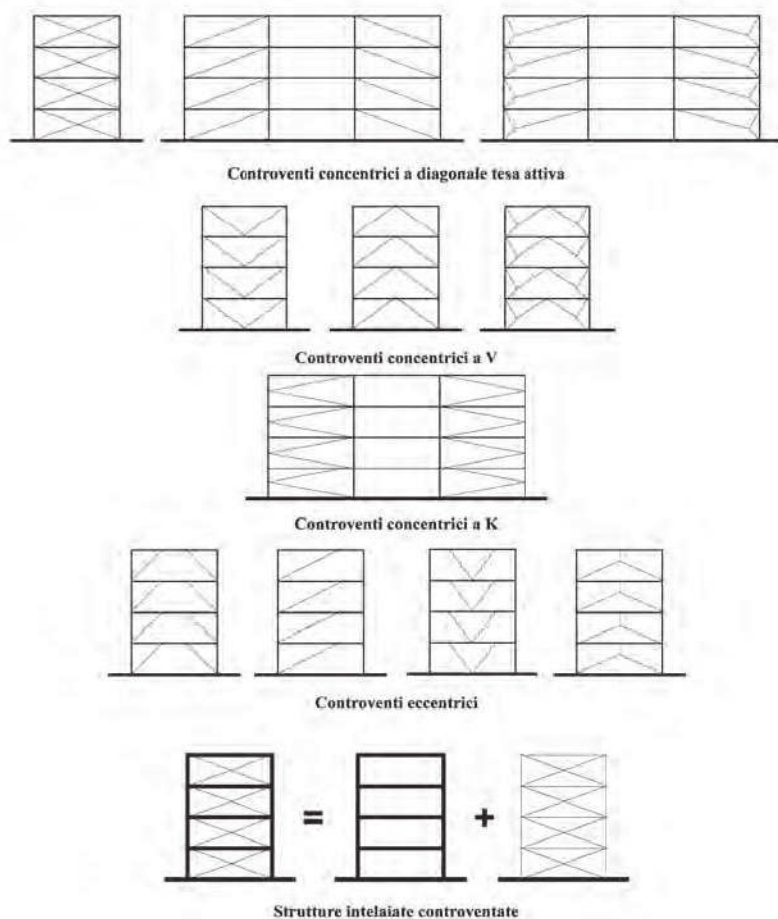 Controventi concentrici a diagonale tesa attiva
Controventi concentrici a V
Controventi concentrici a K
Controventi eccentrici
= +
Strutture intelaiate controventate